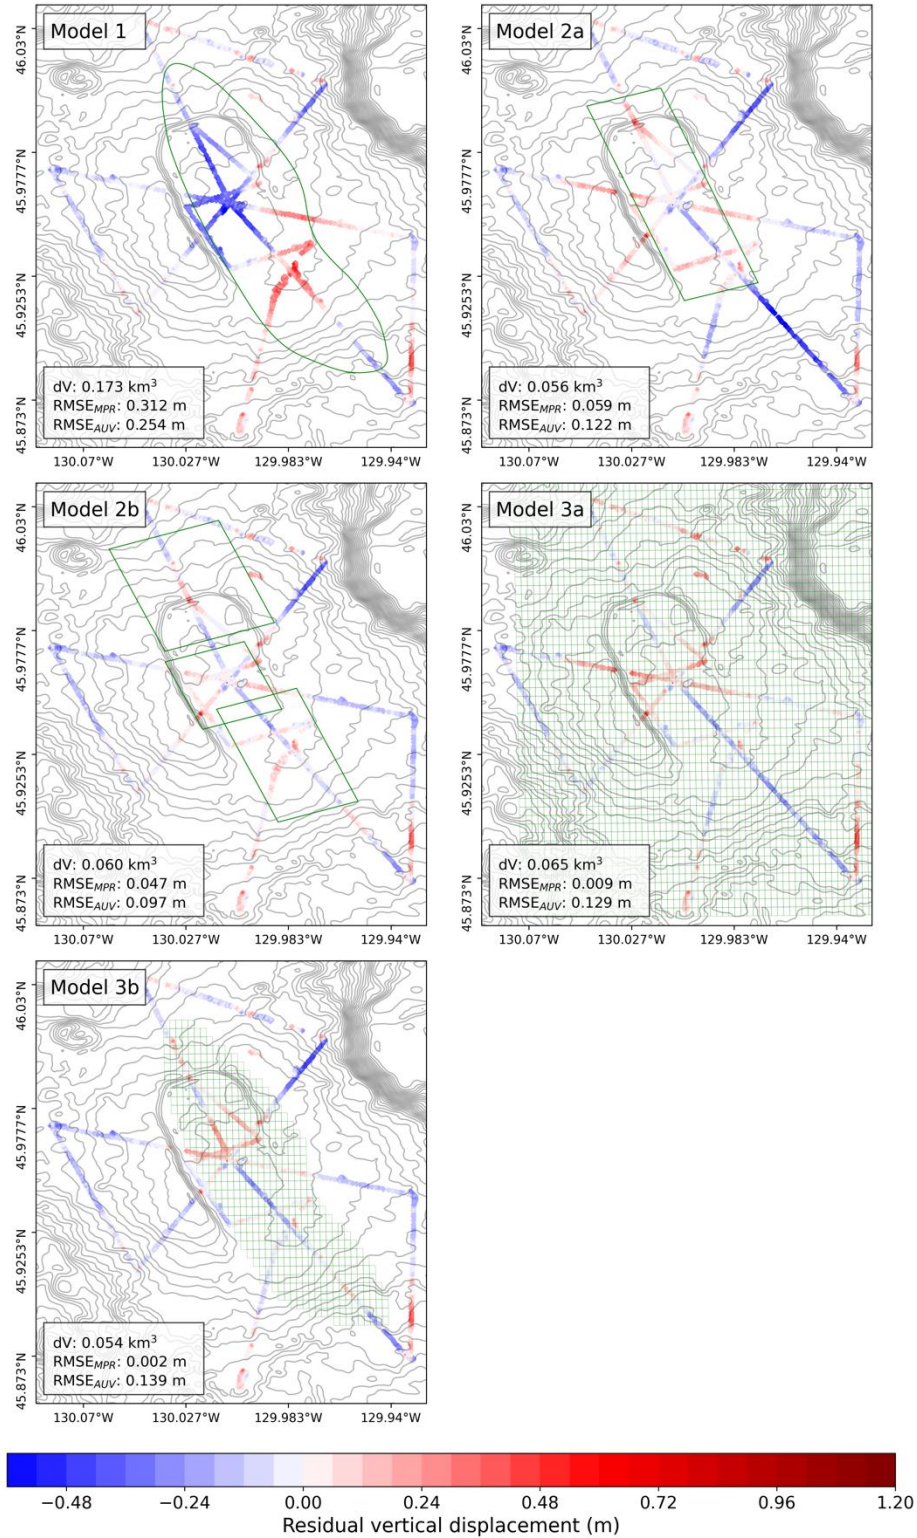 Model 1
46.03°N
45.9777°N
45.9253°N
45.873°N
dV: 0.173 km³
RMSE_MPR: 0.312 m
RMSE_AUV: 0.254 m
130.07°W 130.027°W 129.983°W 129.94°W
Model 2a
46.03°N
45.9777°N
45.9253°N
45.873°N
dV: 0.056 km³
RMSE_MPR: 0.059 m
RMSE_AUV: 0.122 m
130.07°W 130.027°W 129.983°W 129.94°W
Model 2b
46.03°N
45.9777°N
45.9253°N
45.873°N
dV: 0.060 km³
RMSE_MPR: 0.047 m
RMSE_AUV: 0.097 m
130.07°W 130.027°W 129.983°W 129.94°W
Model 3a
46.03°N
45.9777°N
45.9253°N
45.873°N
dV: 0.065 km³
RMSE_MPR: 0.009 m
RMSE_AUV: 0.129 m
130.07°W 130.027°W 129.983°W 129.94°W
Model 3b
46.03°N
45.9777°N
45.9253°N
45.873°N
dV: 0.054 km³
RMSE_MPR: 0.002 m
RMSE_AUV: 0.139 m
130.07°W 130.027°W 129.983°W 129.94°W
−0.48 −0.24 0.00 0.24 0.48 0.72 0.96 1.20
Residual vertical displacement (m)